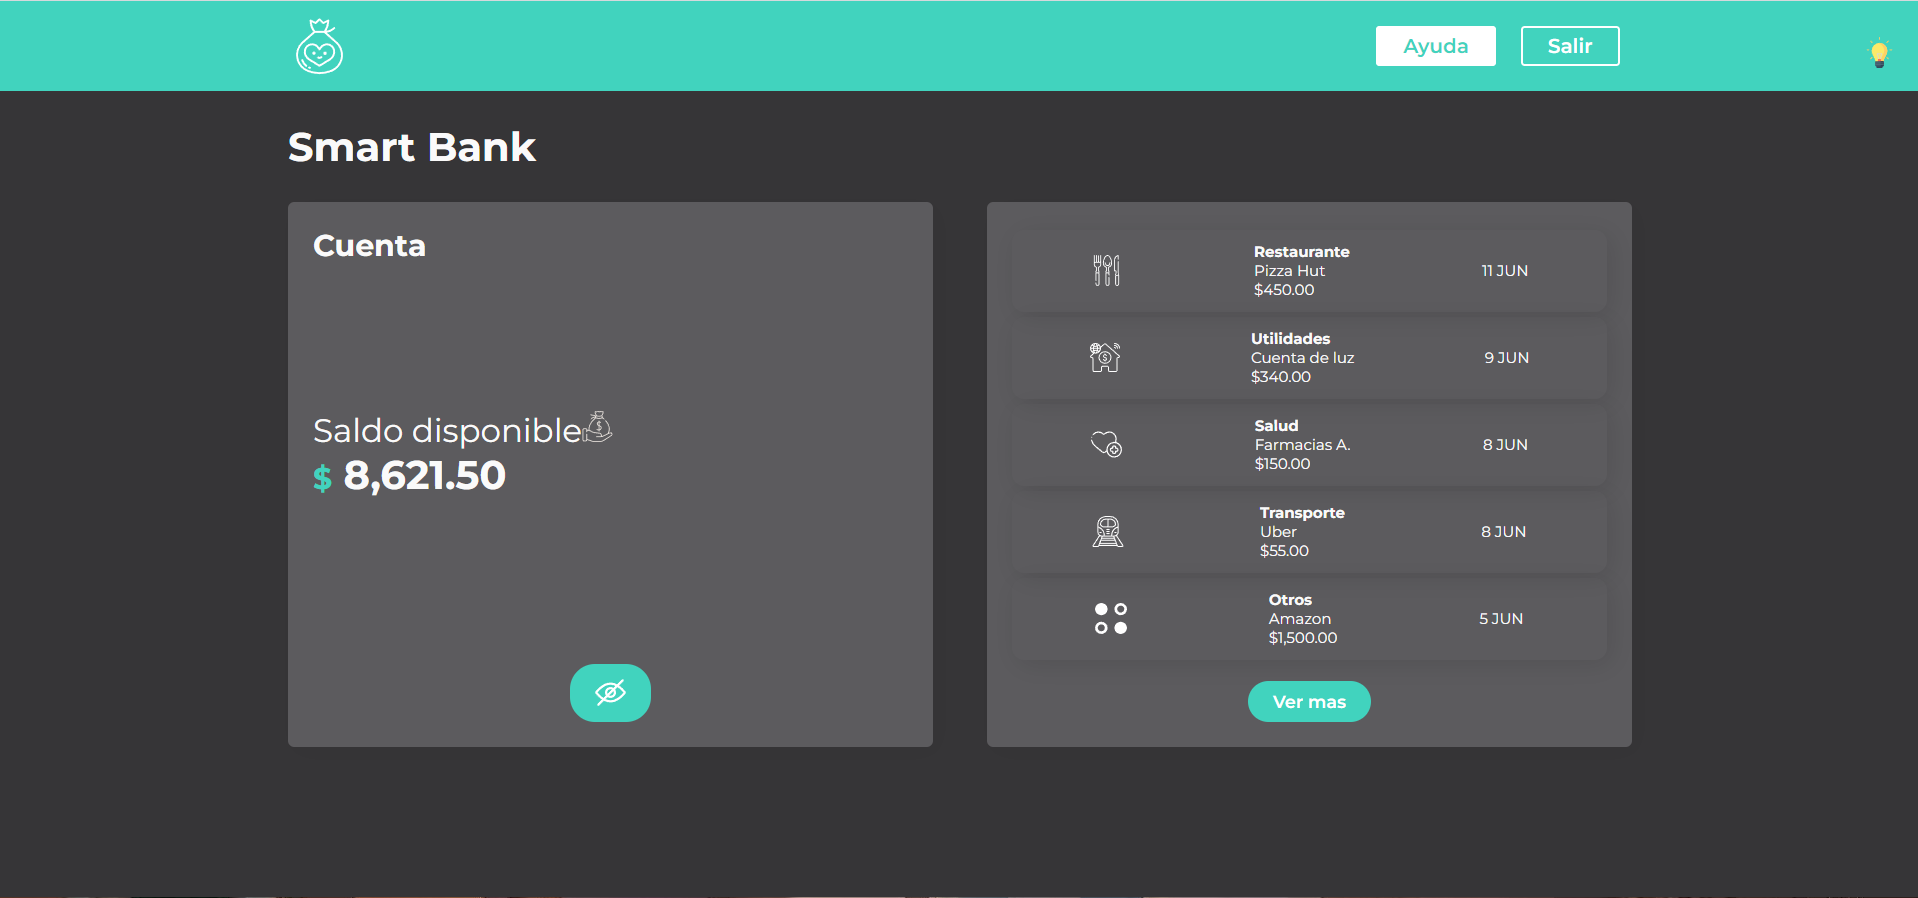 Ayuda
Salir
Smart Bank
Cuenta
Saldo disponible
$ 8,621.50
Restaurante
Pizza Hut
$450.00
11 JUN
Utilidades
Cuenta de luz
$340.00
9 JUN
Salud
Farmacias A.
$150.00
8 JUN
Transporte
Uber
$55.00
8 JUN
Otros
Amazon
$1,500.00
5 JUN
Ver mas